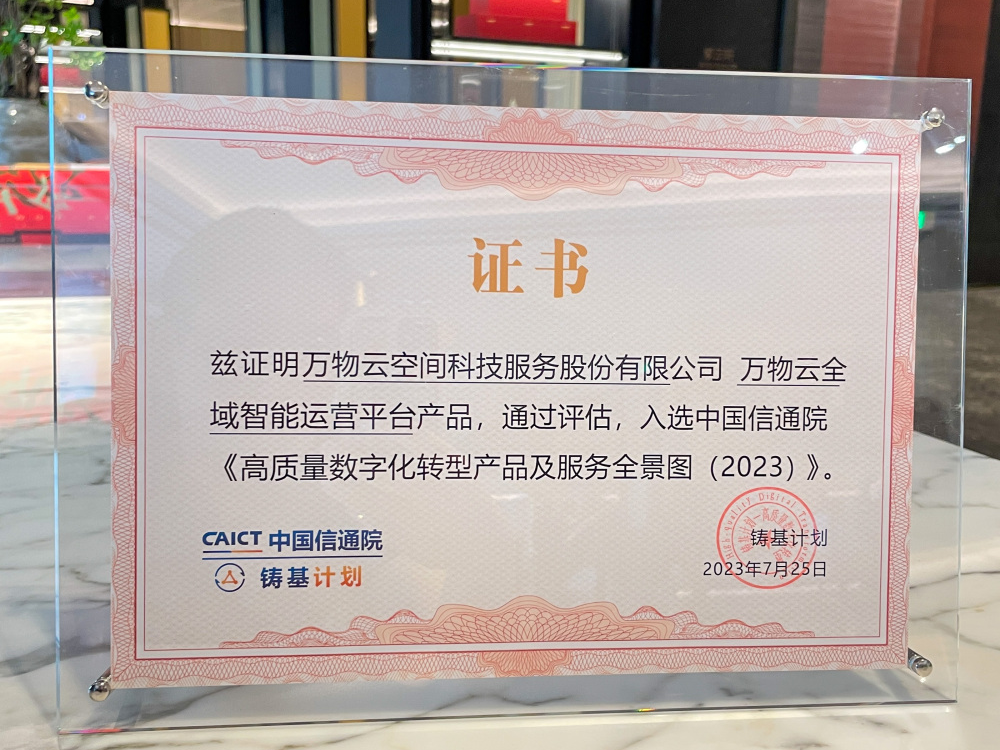 证书
兹证明万物云空间科技服务股份有限公司 万物云全
域智能运营平台产品，通过评估，入选中国信通院
《高质量数字化转型产品及服务全景图（2023）》。
CAICT 中国信通院
铸基计划
铸基计划
2023年7月25日